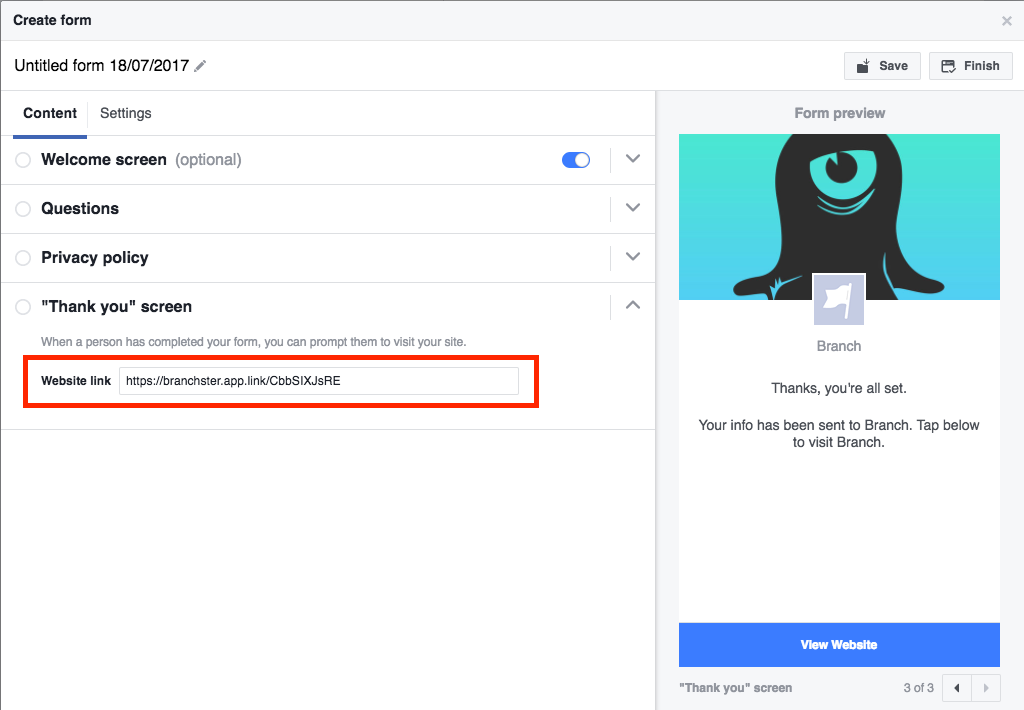 Create form
Untitled form 18/07/2017
Save
Finish
Content
Settings
Welcome screen (optional)
Questions
Privacy policy
"Thank you" screen
When a person has completed your form, you can prompt them to visit your site.
Website link
https://branchster.app.link/CbbSIXJsRE
Form preview
Branch
Thanks, you're all set.
Your info has been sent to Branch. Tap below
to visit Branch.
View Website
"Thank you" screen
3 of 3